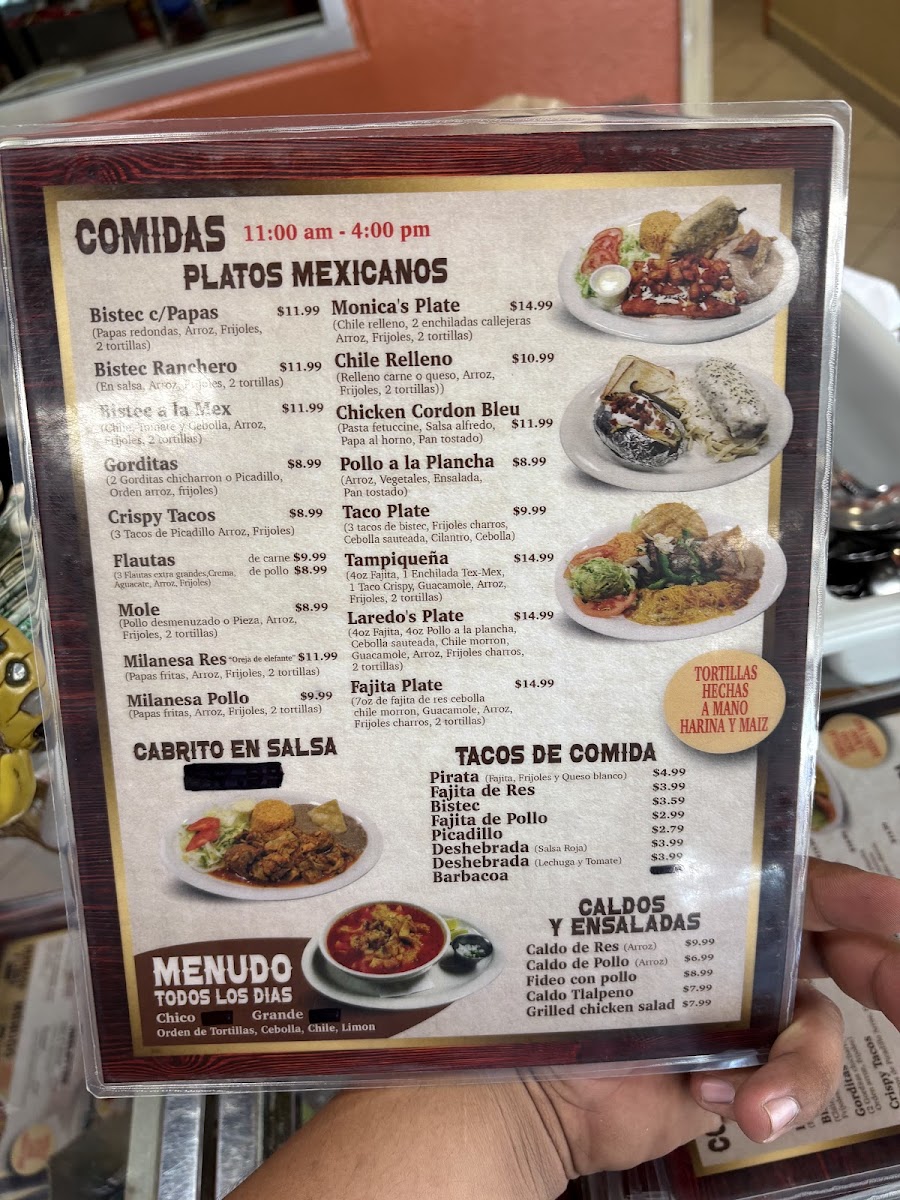 COMIDAS 11:00 am - 4:00 pm
PLATOS MEXICANOS
Bistec c/Papas $11.99
(Papas redondas, Arroz, Frijoles,
2 tortillas)
Bistec Ranchero $11.99
(En salsa, Arroz, Frijoles, 2 tortillas)
Bistec a la Mex $11.99
(Chile, Tomate y Cebolla, Arroz,
Frijoles, 2 tortillas)
Gorditas $8.99
(2 Gorditas chicharron o Picadillo,
Orden arroz, frijoles)
Crispy Tacos $8.99
(3 Tacos de Picadillo Arroz, Frijoles)
Flautas de carne $9.99
(3 Flautas extra grandes,Crema, de pollo $8.99
Aguacate, Arroz, Frijoles)
Mole $8.99
(Pollo desmenuzado o Pieza, Arroz,
Frijoles, 2 tortillas)
Milanesa Res "Oreja de elefante" $11.99
(Papas fritas, Arroz, Frijoles, 2 tortillas)
Milanesa Pollo $9.99
(Papas fritas, Arroz, Frijoles, 2 tortillas)
Monica's Plate $14.99
(Chile relleno, 2 enchiladas callejeras
Arroz, Frijoles, 2 tortillas)
Chile Relleno $10.99
(Relleno carne o queso, Arroz,
Frijoles, 2 tortillas))
Chicken Cordon Bleu
(Pasta fetuccine, Salsa alfredo, $11.99
Papa al horno, Pan tostado)
Pollo a la Plancha $8.99
(Arroz, Vegetales, Ensalada,
Pan tostado)
Taco Plate $9.99
(3 tacos de bistec, Frijoles charros,
Cebolla sauteada, Cilantro, Cebolla)
Tampiqueña $14.99
(4oz Fajita, 1 Enchilada Tex-Mex,
1 Taco Crispy, Guacamole, Arroz,
Frijoles, 2 tortillas)
Laredo's Plate $14.99
(4oz Fajita, 4oz Pollo a la plancha,
Cebolla sauteada, Chile morron,
Guacamole, Arroz, Frijoles charros,
2 tortillas)
Fajita Plate $14.99
(7oz de fajita de res cebolla
chile morron, Guacamole, Arroz,
Frijoles charros, 2 tortillas)
TORTILLAS
HECHAS
A MANO
HARINA Y MAIZ
CABRITO EN SALSA
TACOS DE COMIDA
Pirata (Fajita, Frijoles y Queso blanco) $4.99
Fajita de Res $3.99
Bistec $3.59
Fajita de Pollo $2.99
Picadillo $2.79
Deshebrada (Salsa Roja) $3.99
Deshebrada (Lechuga y Tomate) $3.99
Barbacoa
CALDOS
Y ENSALADAS
Caldo de Res (Arroz) $9.99
Caldo de Pollo (Arroz) $6.99
Fideo con pollo $8.99
Caldo Tlalpeno $7.99
Grilled chicken salad $7.99
MENUDO
TODOS LOS DIAS
Chico Grande
Orden de Tortillas, Cebolla, Chile, Limon
Gorditas
Crispy Tacos